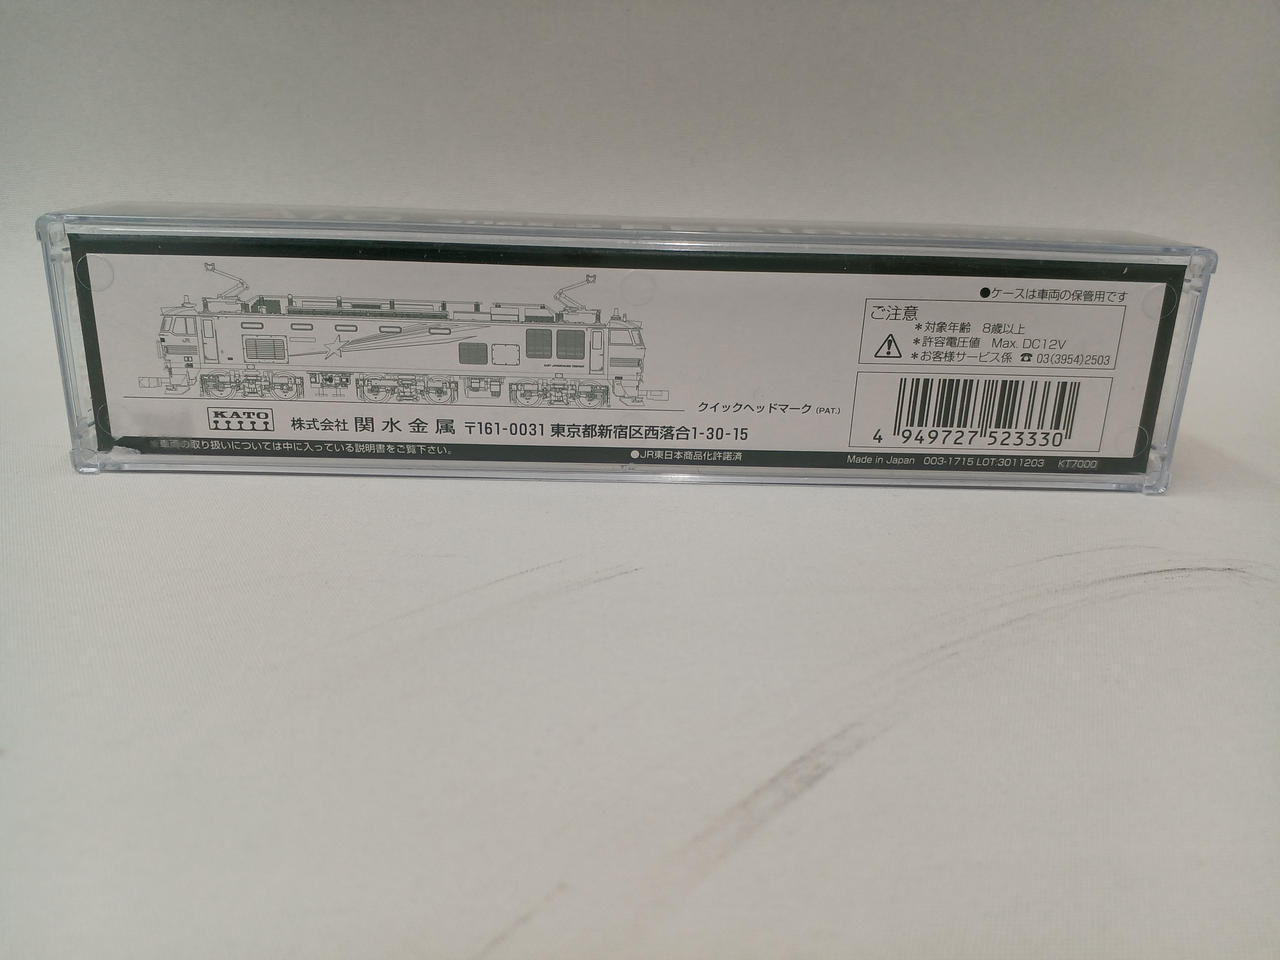 ●ケースは車両の保管用です
ご注意
＊対象年齢 8歳以上
＊許容電圧値 Max. DC12V
＊お客様サービス係 ☎ 03(3954)2503
JR
クイックヘッドマーク (PAT.)
KATO
株式会社 関水金属 〒161-0031 東京都新宿区西落合1-30-15
4 949727 523330
＊車両の取り扱いについては中に入っている説明書をご覧下さい。
●JR東日本商品化許諾済
Made in Japan 003-1715 LOT.3011203 KT7000